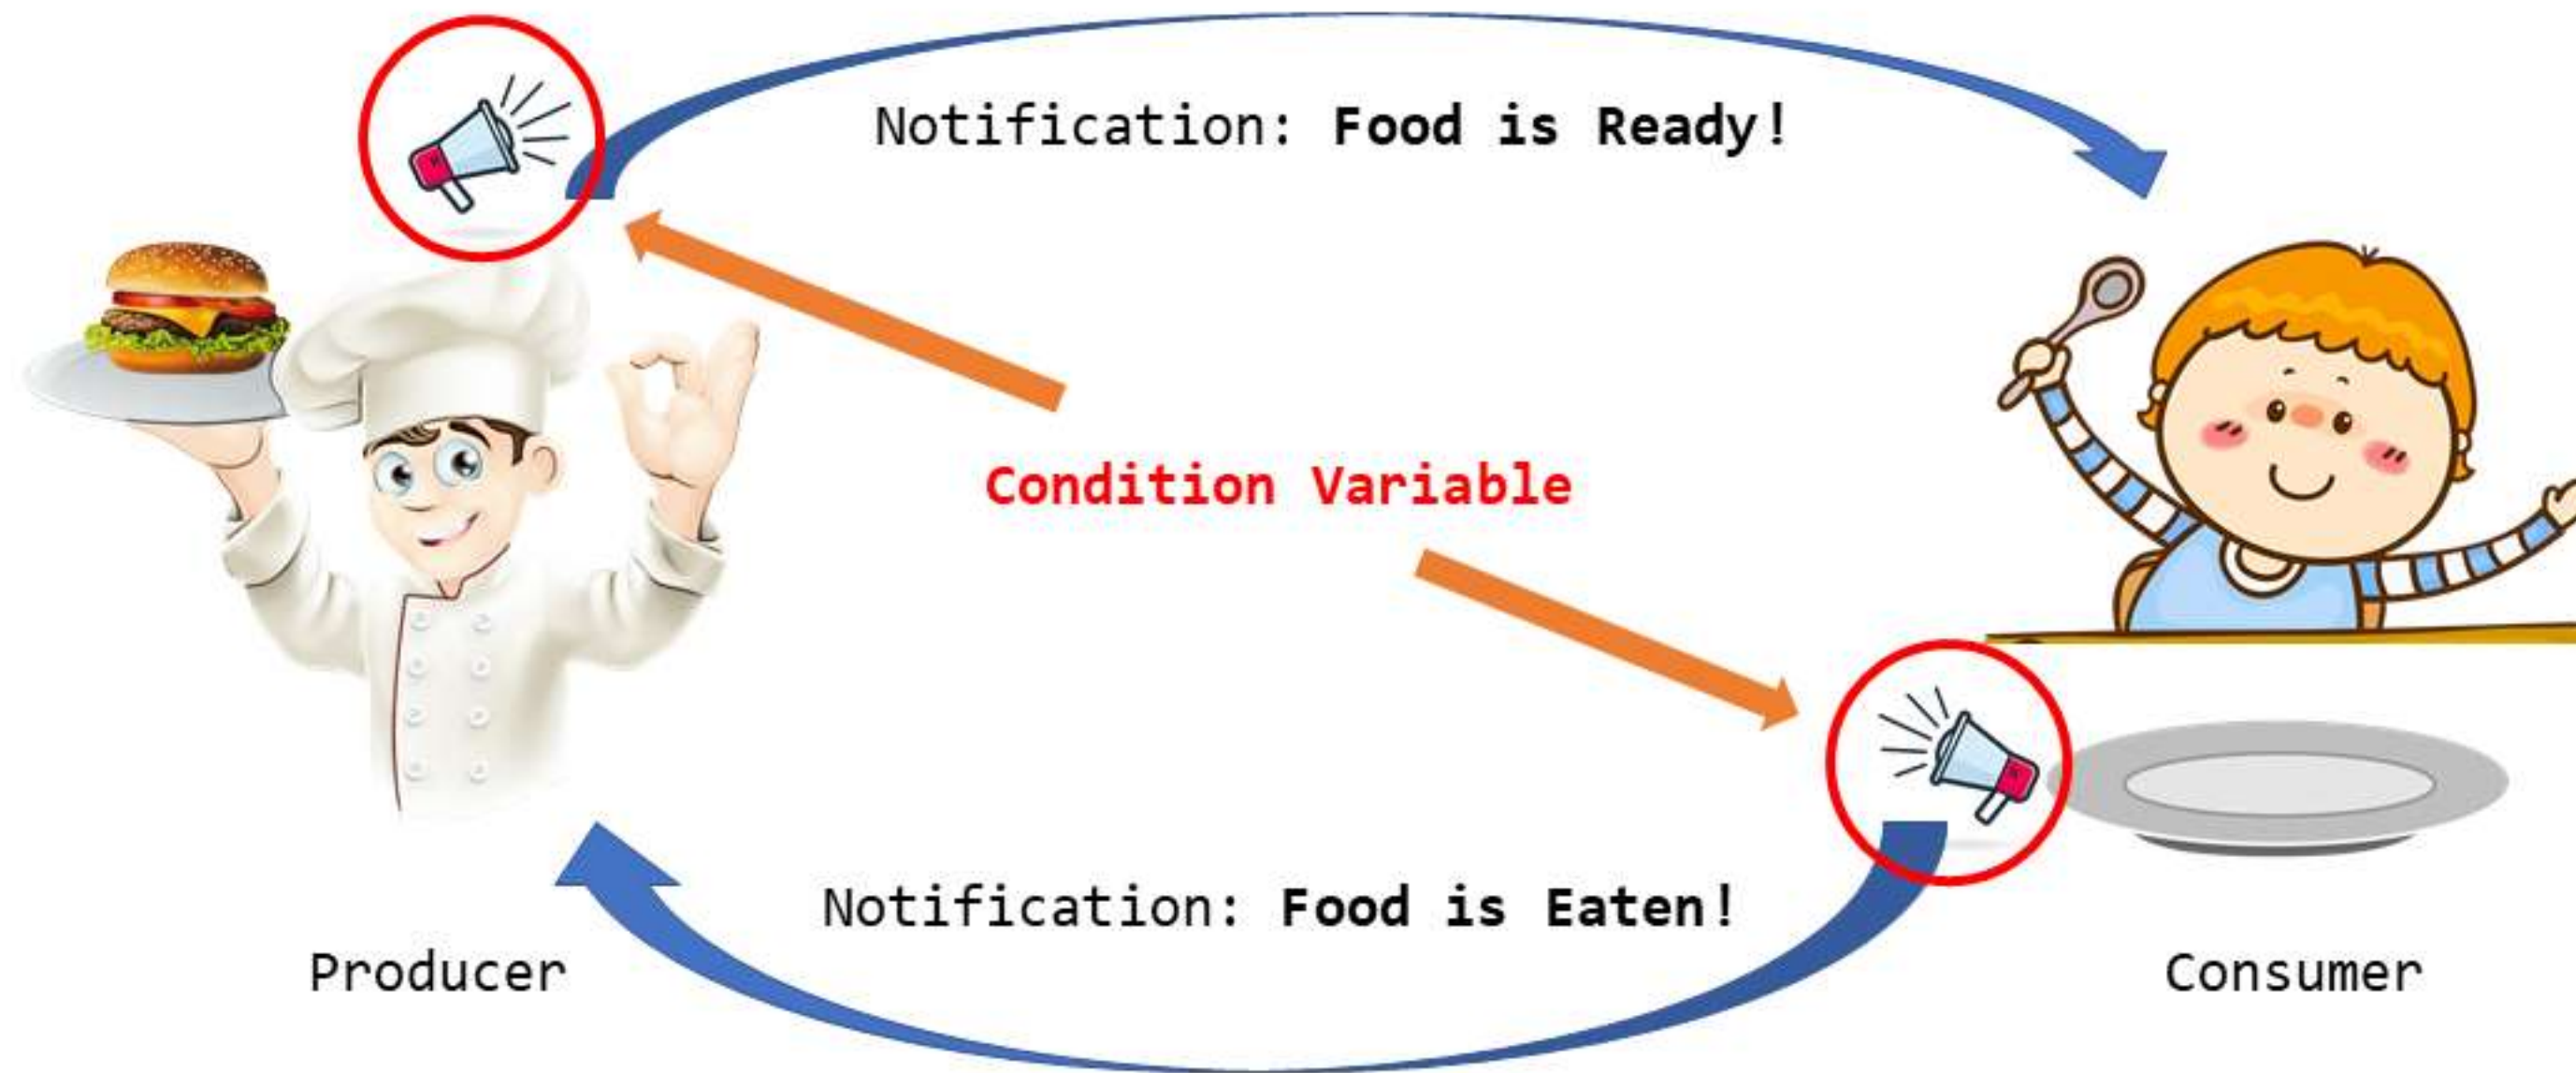 Notification: Food is Ready!
Condition Variable
Notification: Food is Eaten!
Producer
Consumer